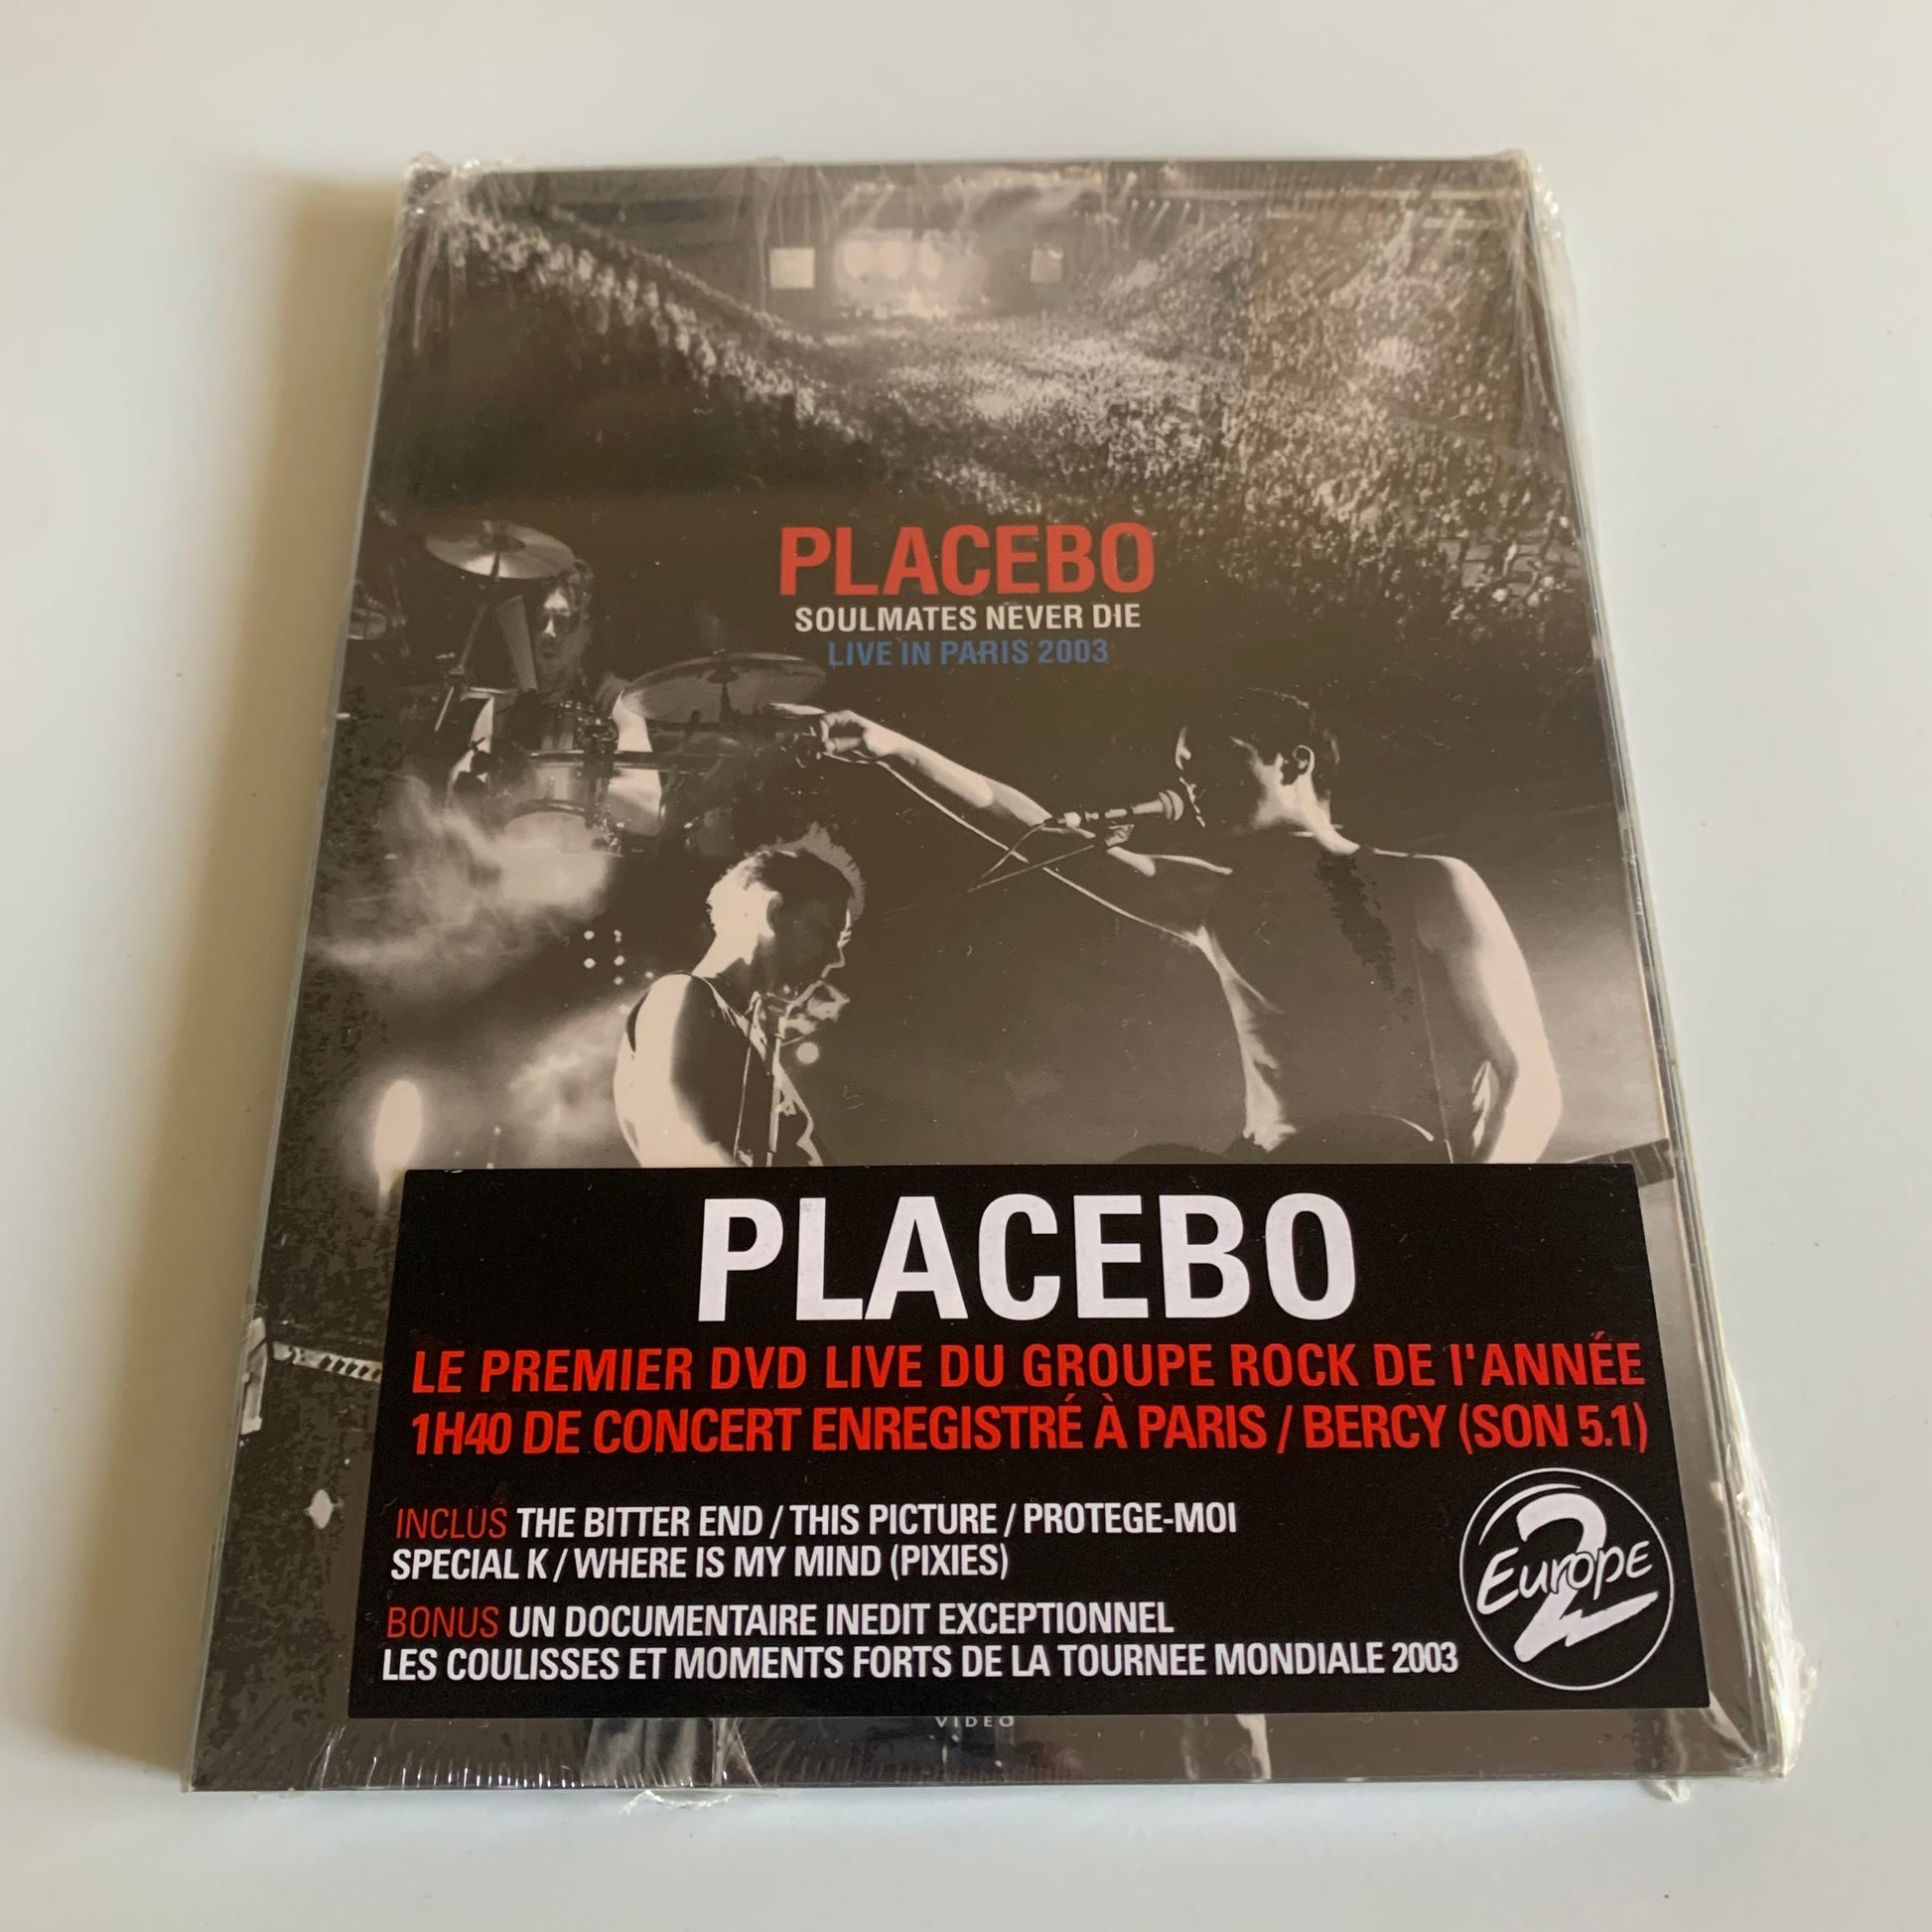 PLACEBO
SOULMATES NEVER DIE
LIVE IN PARIS 2003
PLACEBO
LE PREMIER DVD LIVE DU GROUPE ROCK DE l'ANNÉE
1H40 DE CONCERT ENREGISTRÉ À PARIS / BERCY (SON 5.1)
INCLUS THE BITTER END / THIS PICTURE / PROTEGE-MOI
SPECIAL K / WHERE IS MY MIND (PIXIES)
BONUS UN DOCUMENTAIRE INEDIT EXCEPTIONNEL
LES COULISSES ET MOMENTS FORTS DE LA TOURNEE MONDIALE 2003
Europe 2
VIDEO